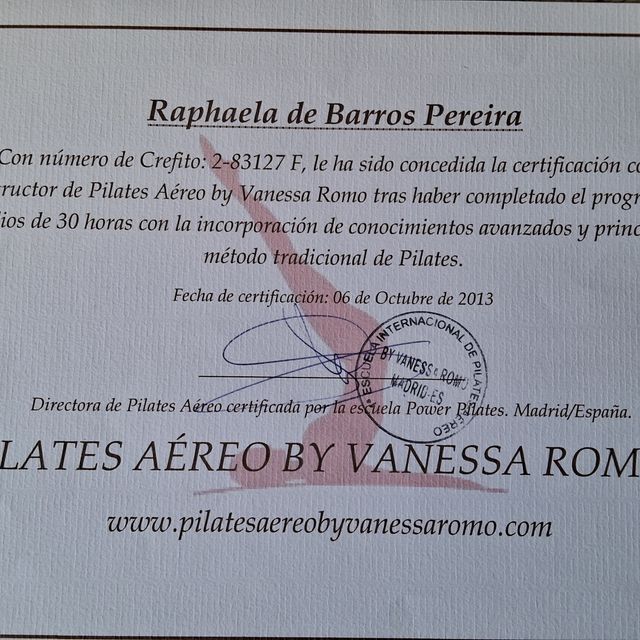 Raphaela de Barros Pereira
Con número de Crefito: 2-83127 F, le ha sido concedida la certificación co
ructor de Pilates Aéreo by Vanessa Romo tras haber completado el progr
ios de 30 horas con la incorporación de conocimientos avanzados y princ
método tradicional de Pilates.
Fecha de certificación: 06 de Octubre de 2013
ESCUELA INTERNACIONAL DE PILATES AÉREO
BY VANESSA ROMO
MADRID-ES
Directora de Pilates Aéreo certificada por la escuela Power Pilates. Madrid/España.
LATES AÉREO BY VANESSA ROM
www.pilatesaereobyvanessaromo.com